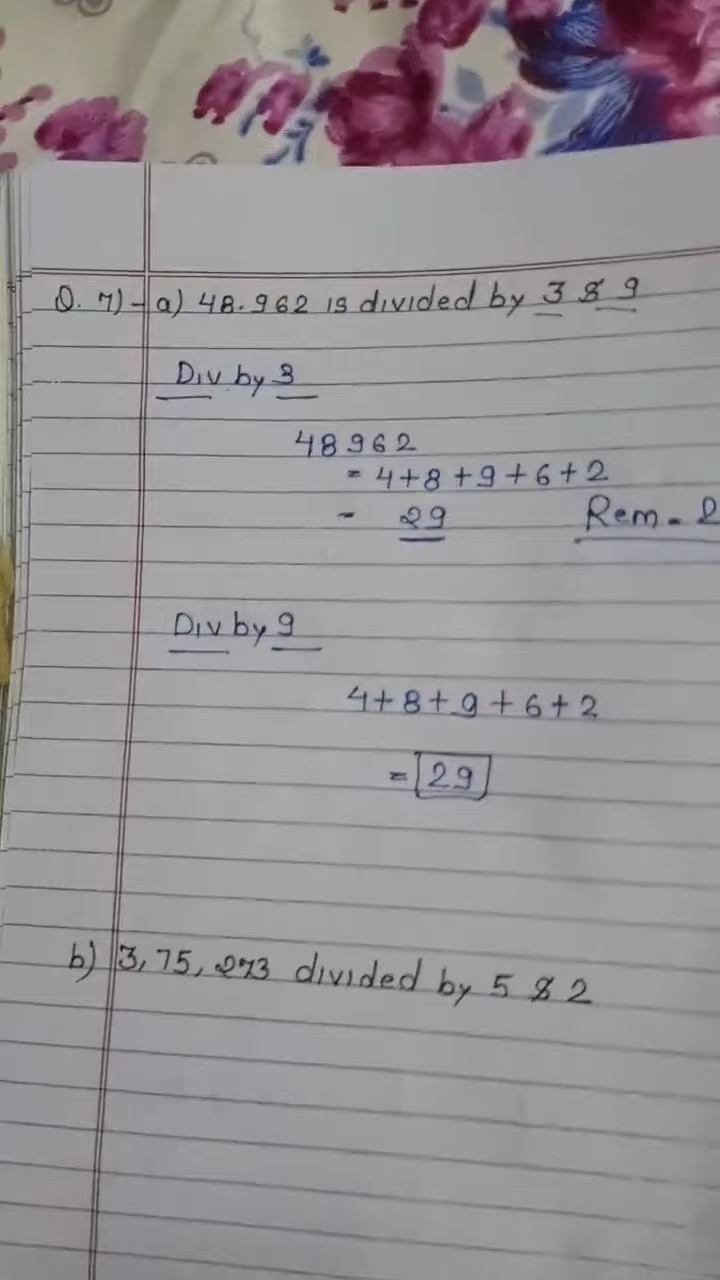 Q. 7) - a) 48.962 is divided by 3 & 9
Div by 3
48962
= 4+8+9+6+2
= 29 Rem = 2
Div by 9
4+8+9+6+2
= 29
b) 3,75,273 divided by 5 & 2